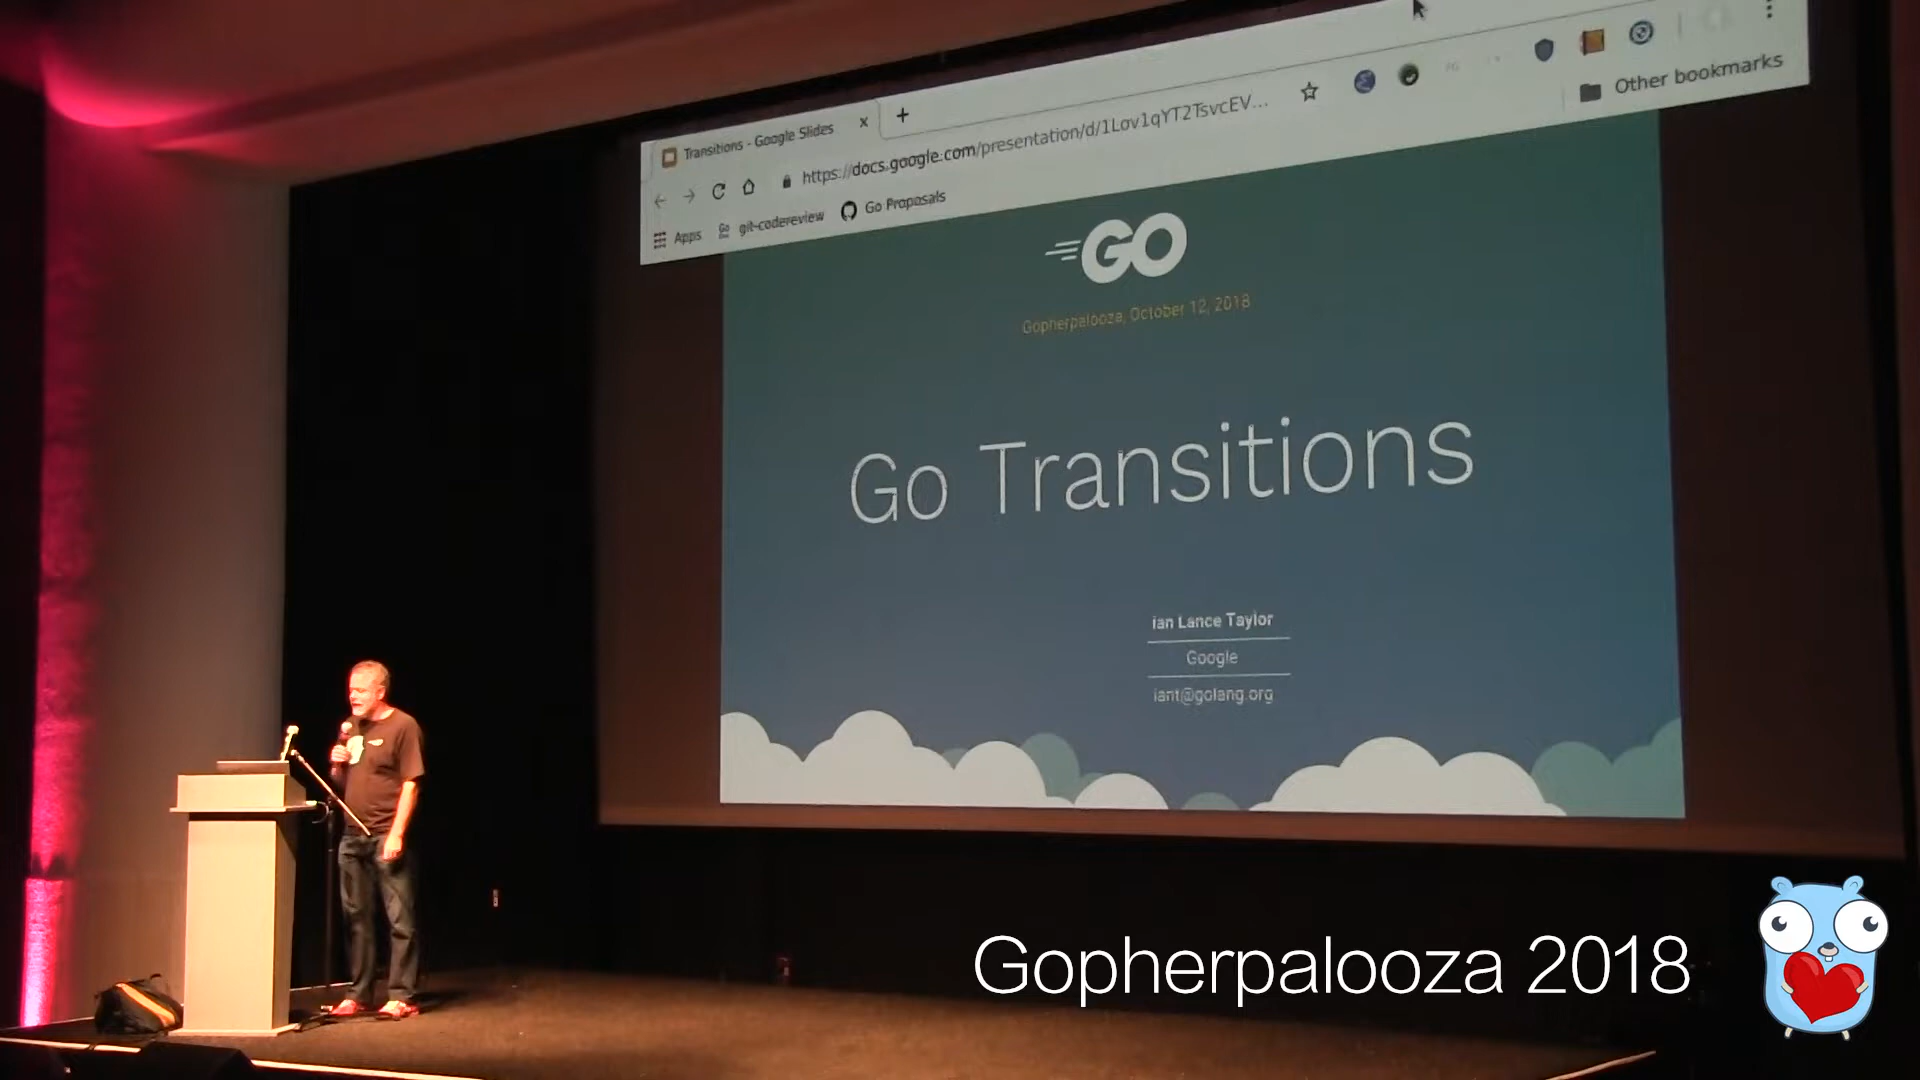 Transitions - Google Slides
https://docs.google.com/presentation/d/1Lov1qYT2TsvcEV...
Other bookmarks
Apps
git-codereview
Go Proposals
GO
Gopherpalooza, October 12, 2018
Go Transitions
ian Lance Taylor
Google
iant@golang.org
Gopherpalooza 2018